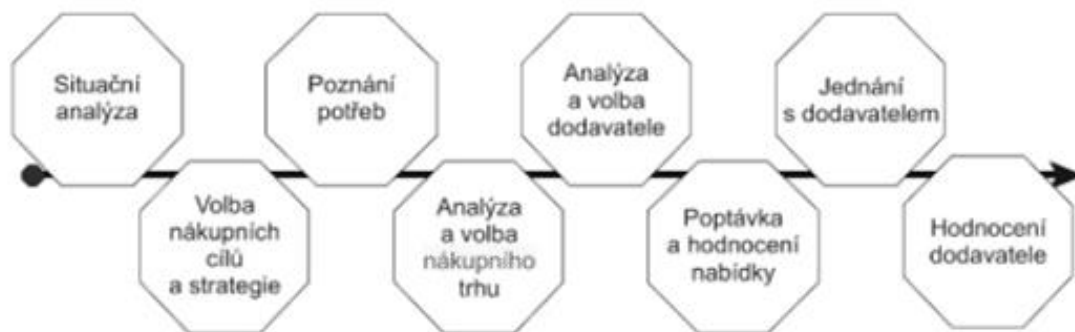 Situační
analýza
Volba
nákupních
cílů
a strategie
Poznání
potřeb
Analýza
a volba
nákupního
trhu
Analýza
a volba
dodavatele
Poptávka
a hodnocení
nabídky
Jednání
s dodavatelem
Hodnocení
dodavatele